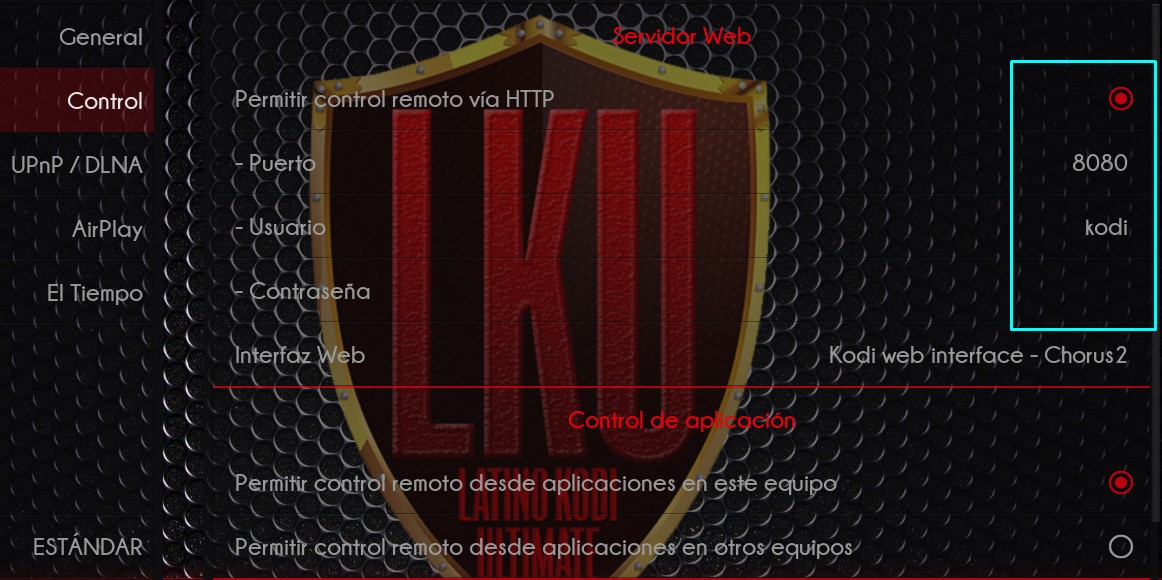 General
Control
UPnP / DLNA
AirPlay
El Tiempo
ESTÁNDAR
Servidor Web
Permitir control remoto vía HTTP
- Puerto 8080
- Usuario kodi
- Contraseña
Interfaz Web Kodi web interface - Chorus2
Control de aplicación
Permitir control remoto desde aplicaciones en este equipo
Permitir control remoto desde aplicaciones en otros equipos
LKU
LATINO KODI
ULTIMATE